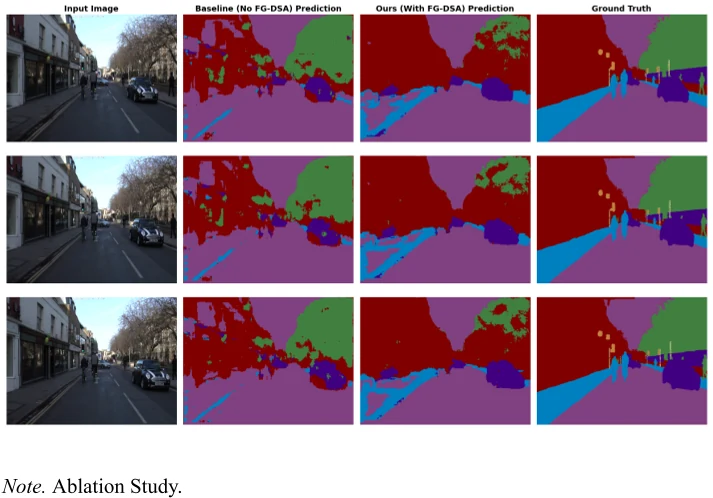 Input Image
Baseline (No FG-DSA) Prediction
Ours (With FG-DSA) Prediction
Ground Truth
Note. Ablation Study.